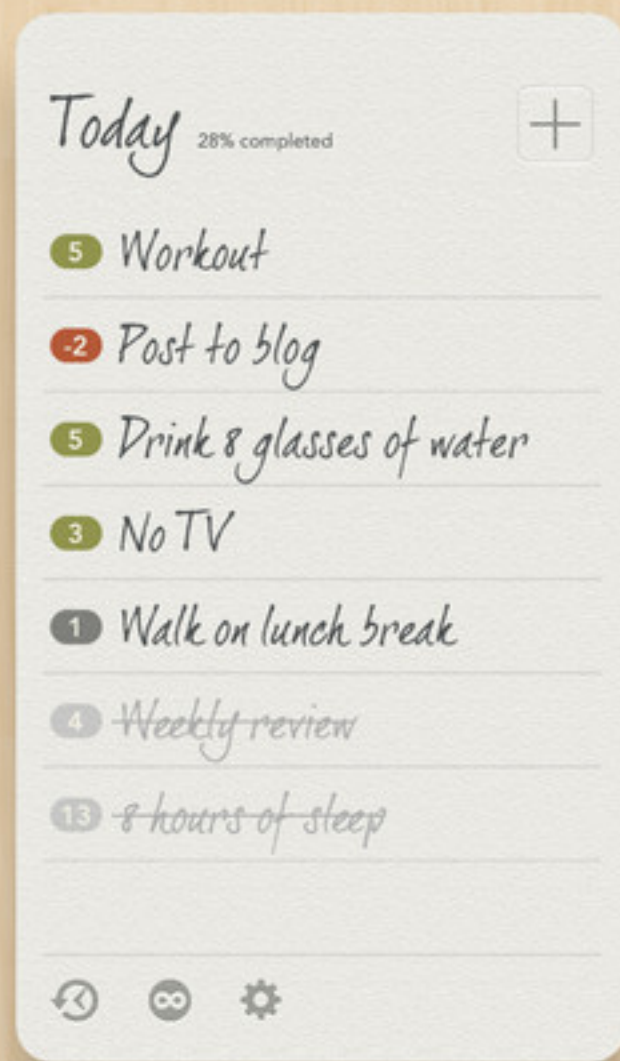 Today 28% completed
5 Workout
-2 Post to blog
5 Drink 8 glasses of water
3 No TV
1 Walk on lunch break
4 Weekly review
13 8 hours of sleep